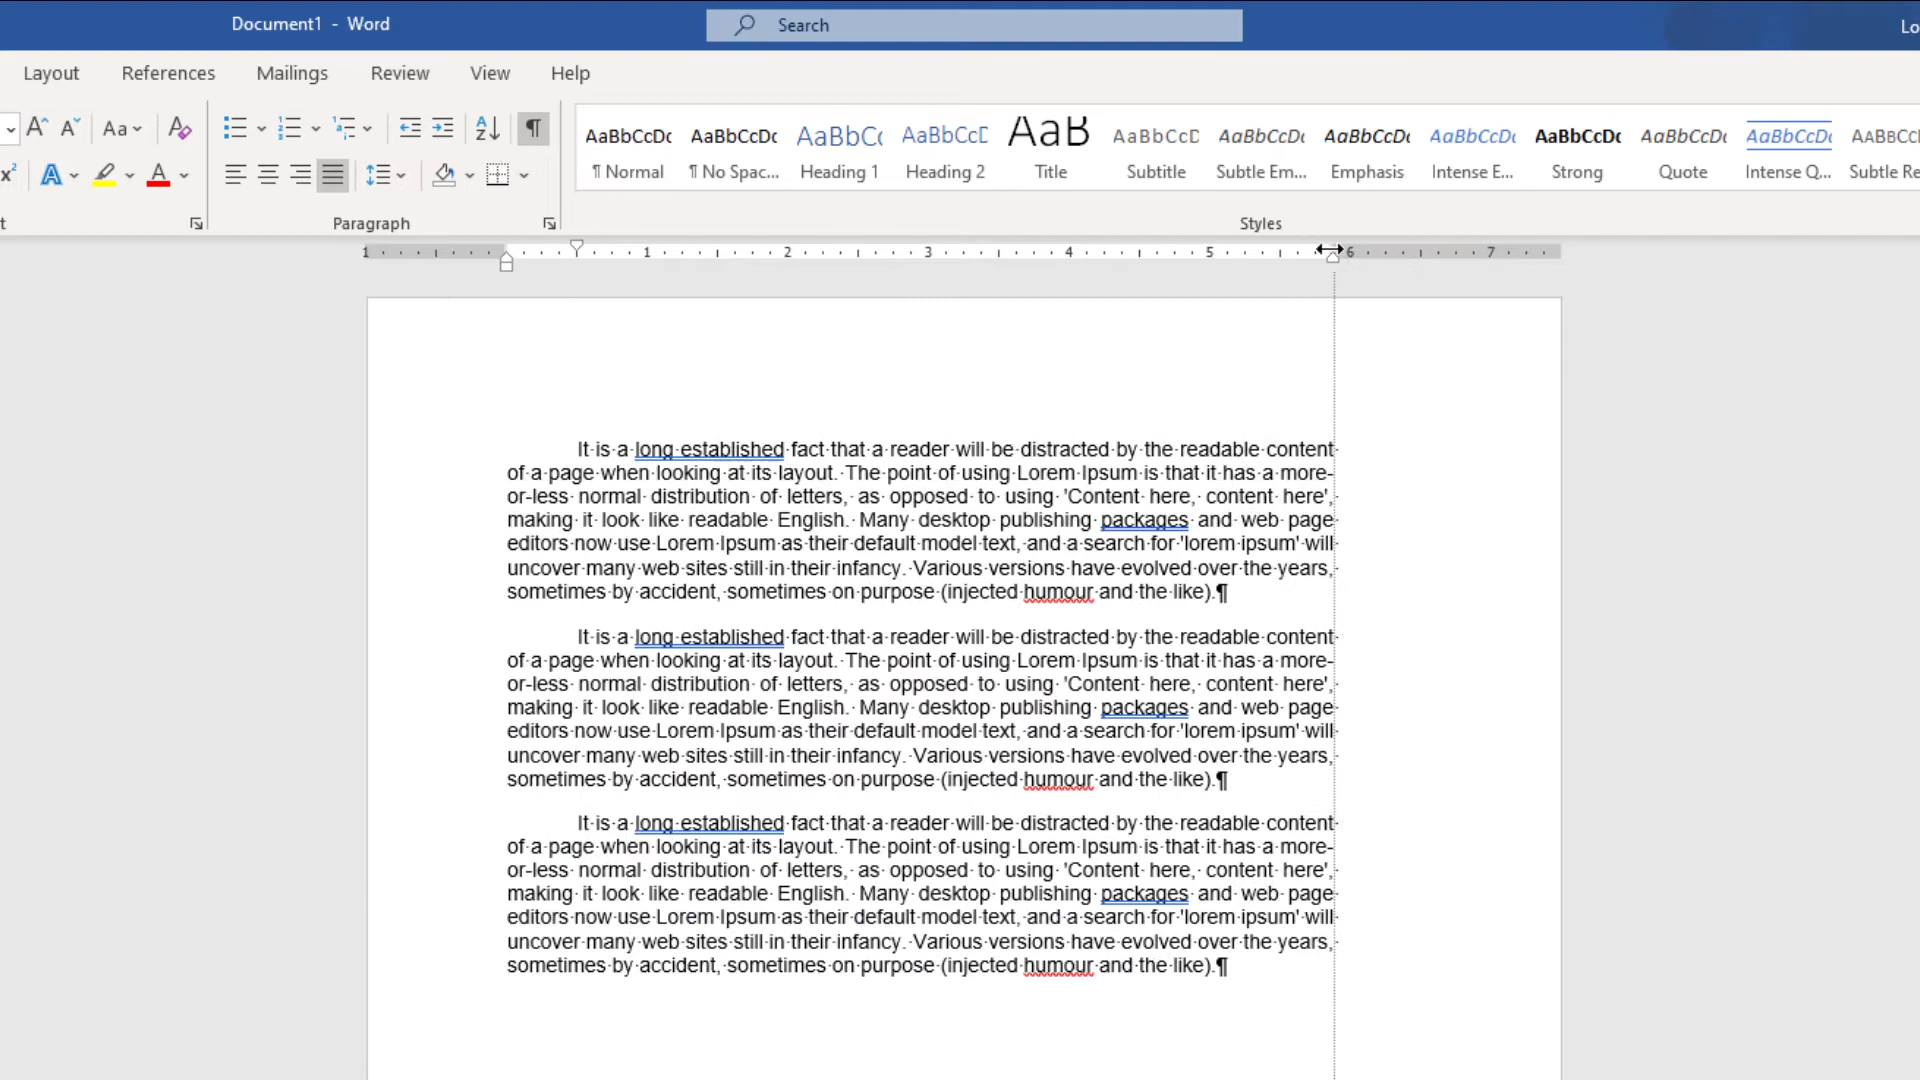 Document1 - Word
Search
Lo
Layout References Mailings Review View Help
Aa
x² A A
AaBbCcDc AaBbCcDc AaBbCc AaBbCcD AaB AaBbCcD AaBbCcDc AaBbCcDc AaBbCcDc AaBbCcDc AaBbCcDc AaBbCcDc AaBbCcD
¶ Normal ¶ No Spac... Heading 1 Heading 2 Title Subtitle Subtle Em... Emphasis Intense E... Strong Quote Intense Q... Subtle Re
t Paragraph Styles
1 1 2 3 4 5 6 7
It is a long established fact that a reader will be distracted by the readable content
of a page when looking at its layout. The point of using Lorem Ipsum is that it has a more-
or-less normal distribution of letters, as opposed to using 'Content here, content here',
making it look like readable English. Many desktop publishing packages and web page
editors now use Lorem Ipsum as their default model text, and a search for 'lorem ipsum' will
uncover many web sites still in their infancy. Various versions have evolved over the years,
sometimes by accident, sometimes on purpose (injected humour and the like).¶
It is a long established fact that a reader will be distracted by the readable content
of a page when looking at its layout. The point of using Lorem Ipsum is that it has a more-
or-less normal distribution of letters, as opposed to using 'Content here, content here',
making it look like readable English. Many desktop publishing packages and web page
editors now use Lorem Ipsum as their default model text, and a search for 'lorem ipsum' will
uncover many web sites still in their infancy. Various versions have evolved over the years,
sometimes by accident, sometimes on purpose (injected humour and the like).¶
It is a long established fact that a reader will be distracted by the readable content
of a page when looking at its layout. The point of using Lorem Ipsum is that it has a more-
or-less normal distribution of letters, as opposed to using 'Content here, content here',
making it look like readable English. Many desktop publishing packages and web page
editors now use Lorem Ipsum as their default model text, and a search for 'lorem ipsum' will
uncover many web sites still in their infancy. Various versions have evolved over the years,
sometimes by accident, sometimes on purpose (injected humour and the like).¶